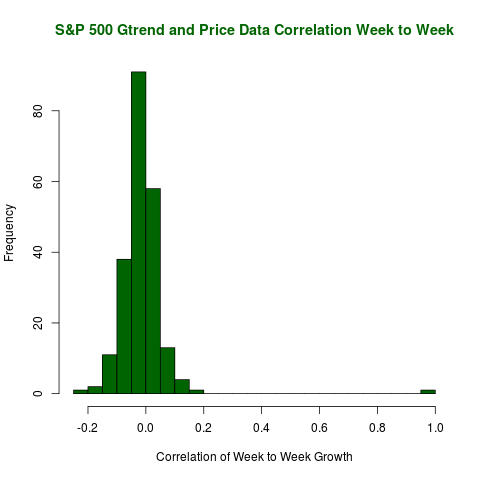 S&P 500 Gtrend and Price Data Correlation Week to Week
Frequency
80
60
40
20
0
-0.2 0.0 0.2 0.4 0.6 0.8 1.0
Correlation of Week to Week Growth